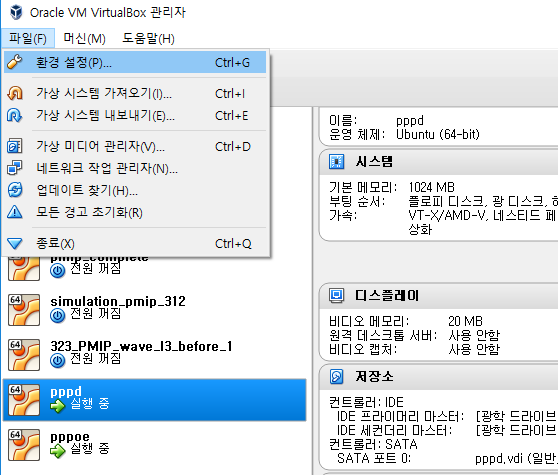 Oracle VM VirtualBox 관리자
파일(F) 머신(M) 도움말(H)
환경 설정(P)... Ctrl+G
가상 시스템 가져오기(I)... Ctrl+I
가상 시스템 내보내기(E)... Ctrl+E
가상 미디어 관리자(V)... Ctrl+D
네트워크 작업 관리자(N)...
업데이트 찾기(H)...
모든 경고 초기화(R)
종료(X) Ctrl+Q
pmip_complete
전원 꺼짐
64
simulation_pmip_312
전원 꺼짐
64
323_PMIP_wave_l3_before_1
전원 꺼짐
64
pppd
실행 중
64
pppoe
실행 중
이름: pppd
운영 체제: Ubuntu (64-bit)
시스템
기본 메모리: 1024 MB
부팅 순서: 플로피 디스크, 광 디스크,
가속: VT-x/AMD-V, 네스티드 페
상화
디스플레이
비디오 메모리: 20 MB
원격 데스크톱 서버: 사용 안함
비디오 캡처: 사용 안함
저장소
컨트롤러: IDE
IDE 프라이머리 마스터: [광학 드라이브
IDE 세컨더리 마스터: [광학 드라이브
컨트롤러: SATA
SATA 포트 0: pppd.vdi (일반